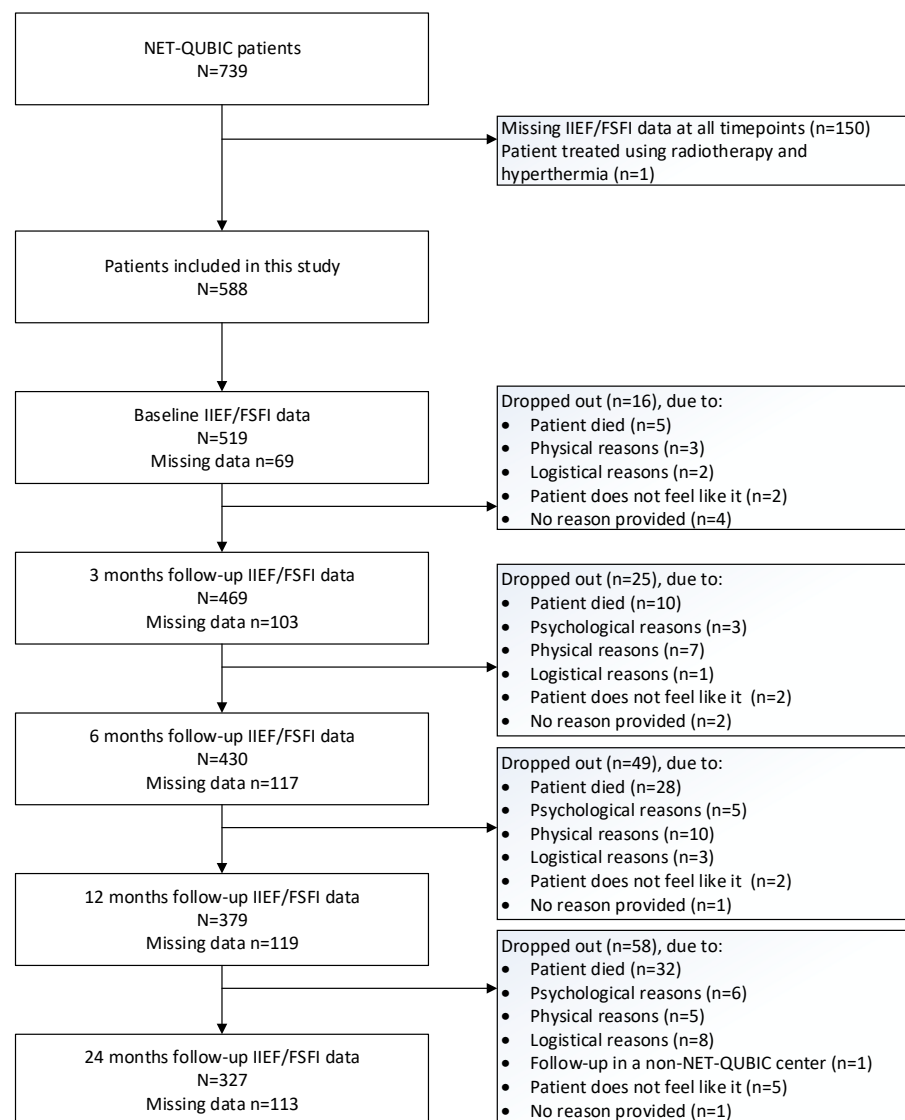 NET-QUBIC patients
N=739
Missing IIEF/FSFI data at all timepoints (n=150)
Patient treated using radiotherapy and
hyperthermia (n=1)
Patients included in this study
N=588
Baseline IIEF/FSFI data
N=519
Missing data n=69
Dropped out (n=16), due to:
• Patient died (n=5)
• Physical reasons (n=3)
• Logistical reasons (n=2)
• Patient does not feel like it (n=2)
• No reason provided (n=4)
3 months follow-up IIEF/FSFI data
N=469
Missing data n=103
Dropped out (n=25), due to:
• Patient died (n=10)
• Psychological reasons (n=3)
• Physical reasons (n=7)
• Logistical reasons (n=1)
• Patient does not feel like it (n=2)
• No reason provided (n=2)
6 months follow-up IIEF/FSFI data
N=430
Missing data n=117
Dropped out (n=49), due to:
• Patient died (n=28)
• Psychological reasons (n=5)
• Physical reasons (n=10)
• Logistical reasons (n=3)
• Patient does not feel like it (n=2)
• No reason provided (n=1)
12 months follow-up IIEF/FSFI data
N=379
Missing data n=119
Dropped out (n=58), due to:
• Patient died (n=32)
• Psychological reasons (n=6)
• Physical reasons (n=5)
• Logistical reasons (n=8)
• Follow-up in a non-NET-QUBIC center (n=1)
• Patient does not feel like it (n=5)
• No reason provided (n=1)
24 months follow-up IIEF/FSFI data
N=327
Missing data n=113